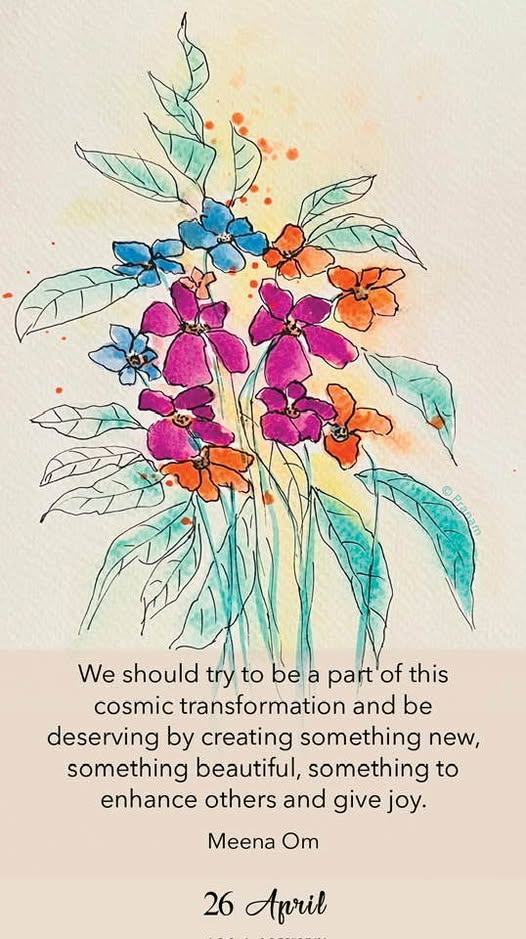 © Pranam
We should try to be a part of this
cosmic transformation and be
deserving by creating something new,
something beautiful, something to
enhance others and give joy.
Meena Om
26 April